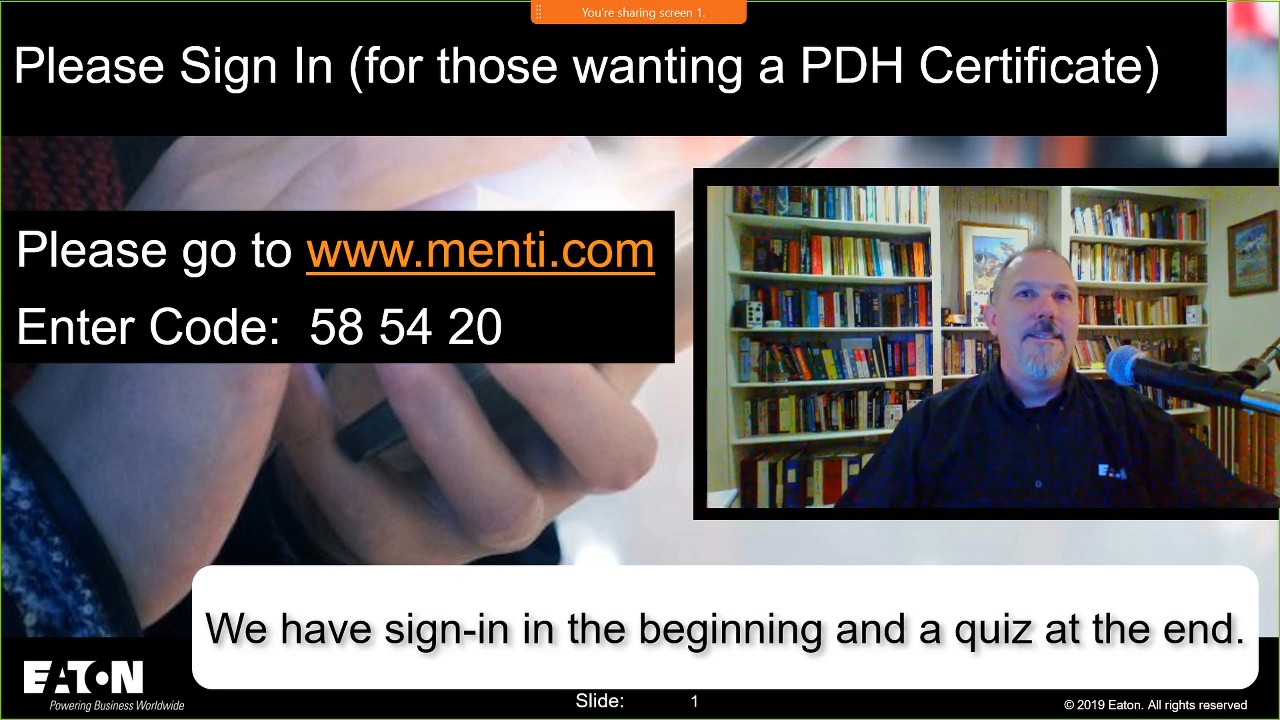 You're sharing screen 1.
Please Sign In (for those wanting a PDH Certificate)
Please go to www.menti.com
Enter Code: 58 54 20
EATON
We have sign-in in the beginning and a quiz at the end.
EATON
Powering Business Worldwide
Slide: 1
© 2019 Eaton. All rights reserved